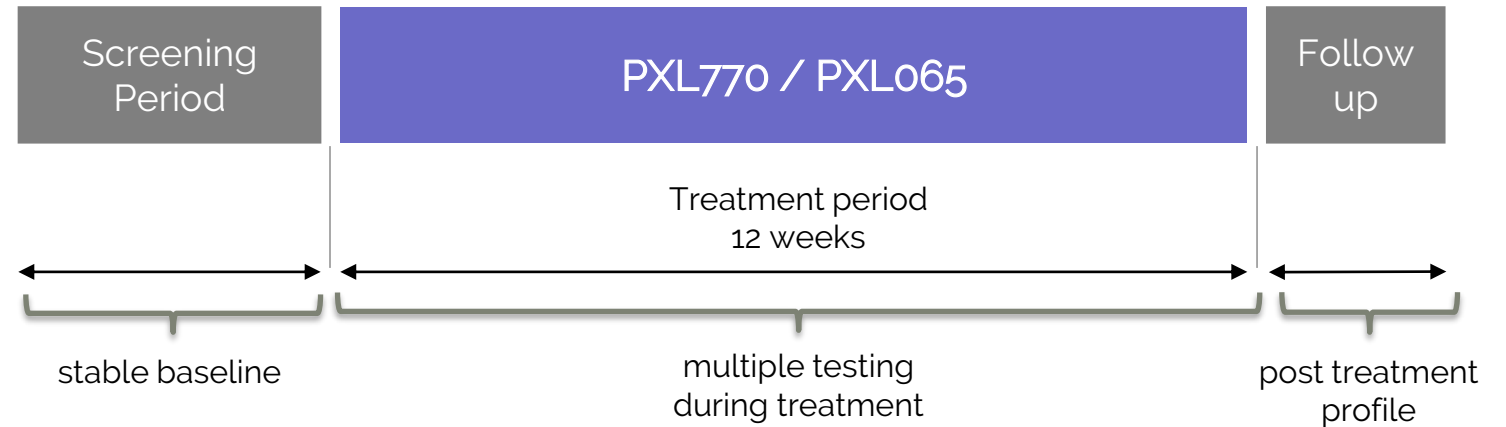 Screening
Period
PXL770 / PXL065
Follow
up
Treatment period
12 weeks
stable baseline
multiple testing
during treatment
post treatment
profile